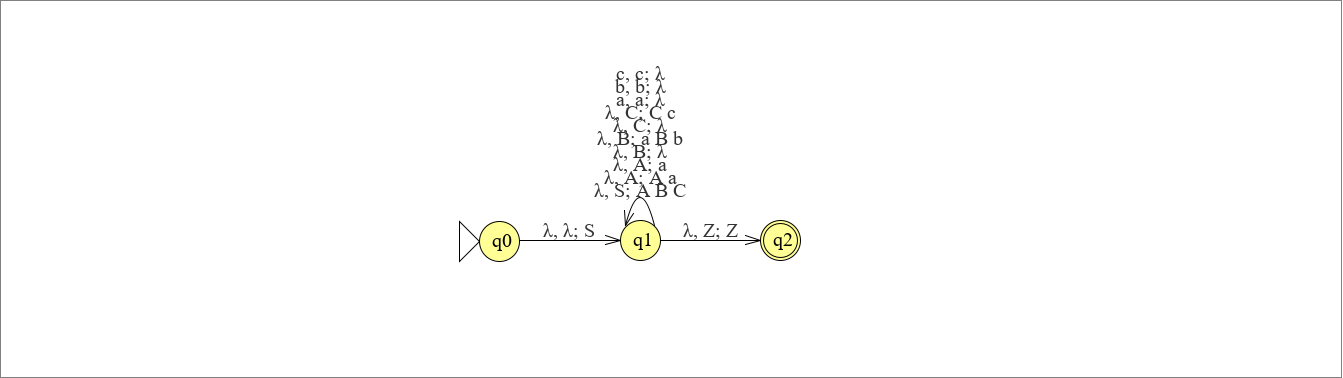 c, c; λ
b, b; λ
a, a; λ
λ, C; C c
λ, C; λ
λ, B; a B b
λ, B; λ
λ, A; a
λ, A; A a
λ, S; A B C
q0 λ, λ; S q1 λ, Z; Z q2